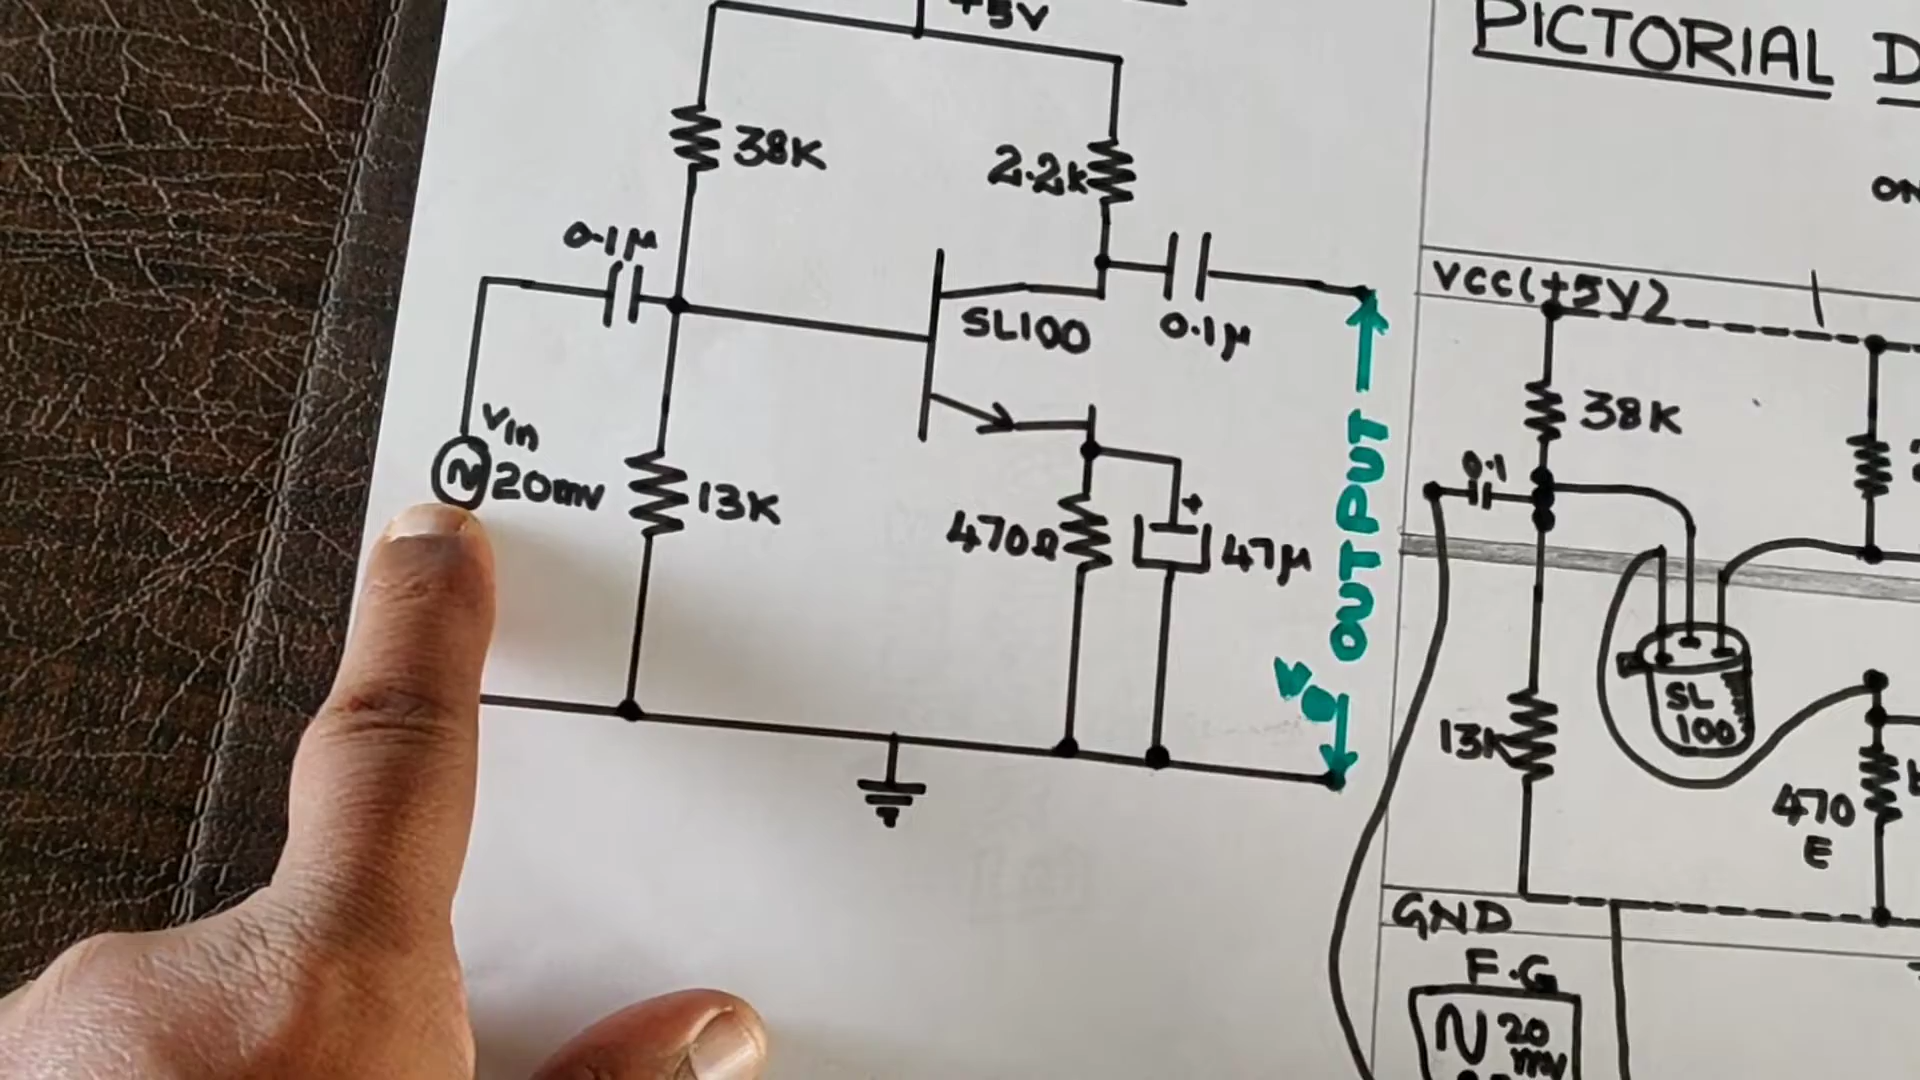 +5V
38K
2.2k
0.1µ
SL100
0.1µ
Vin
20mv
13K
470Ω
+
47µ
OUTPUT
Vo
PICTORIAL D
ON
VCC(+5V)
38K
0.1
SL
100
13K
470
E
GND
F.G
20
mv